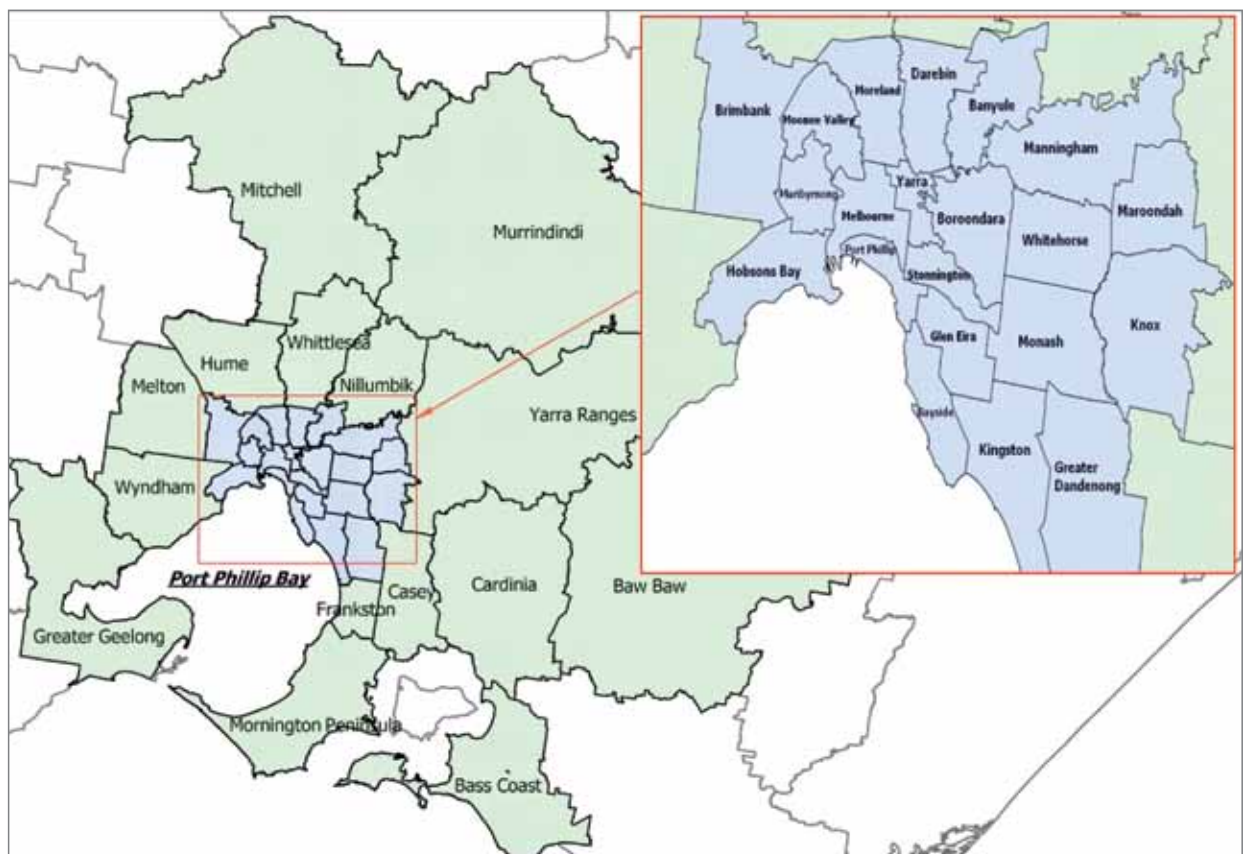 Mitchell
Murrindindi
Whittlesea
Hume
Nillumbik
Melton
Yarra Ranges
Wyndham
Port Phillip Bay
Casey
Cardinia
Baw Baw
Frankston
Greater Geelong
Mornington Peninsula
Bass Coast
Darebin
Moreland
Banyule
Brimbank
Moonee Valley
Manningham
Yarra
Maribyrnong
Maroondah
Melbourne
Boroondara
Whitehorse
Port Phillip
Hobsons Bay
Stonnington
Knox
Glen Eira
Monash
Bayside
Kingston
Greater
Dandenong